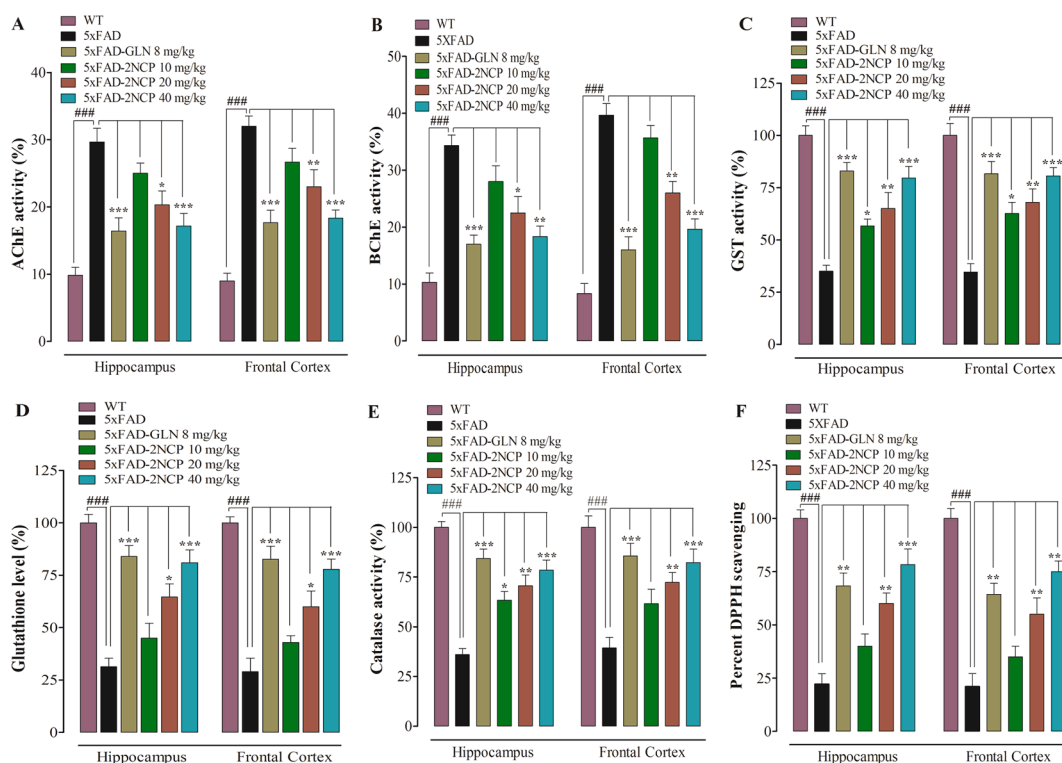 A
WT
5XFAD
5xFAD-GLN 8 mg/kg
5xFAD-2NCP 10 mg/kg
5xFAD-2NCP 20 mg/kg
5xFAD-2NCP 40 mg/kg
AChE activity (%)
40
30
20
10
0
###
***
*
***
###
***
**
***
Hippocampus
Frontal Cortex
B
WT
5XFAD
5xFAD-GLN 8 mg/kg
5xFAD-2NCP 10 mg/kg
5xFAD-2NCP 20 mg/kg
5xFAD-2NCP 40 mg/kg
BChE activity (%)
50
40
30
20
10
0
###
***
*
**
###
***
**
***
Hippocampus
Frontal Cortex
C
WT
5xFAD
5xFAD-GLN 8 mg/kg
5xFAD-2NCP 10 mg/kg
5xFAD-2NCP 20 mg/kg
5xFAD-2NCP 40 mg/kg
GST activity (%)
125
100
75
50
25
0
###
***
*
**
***
###
***
*
**
***
Hippocampus
Frontal Cortex
D
WT
5xFAD
5xFAD-GLN 8 mg/kg
5xFAD-2NCP 10 mg/kg
5xFAD-2NCP 20 mg/kg
5xFAD-2NCP 40 mg/kg
Glutathione level (%)
125
100
75
50
25
0
###
***
*
***
###
***
*
***
Hippocampus
Frontal Cortex
E
WT
5xFAD
5xFAD-GLN 8 mg/kg
5xFAD-2NCP 10 mg/kg
5xFAD-2NCP 20 mg/kg
5xFAD-2NCP 40 mg/kg
Catalase activity (%)
125
100
75
50
25
0
###
***
*
**
***
###
***
**
***
Hippocampus
Frontal Cortex
F
WT
5XFAD
5xFAD-GLN 8 mg/kg
5xFAD-2NCP 10 mg/kg
5xFAD-2NCP 20 mg/kg
5xFAD-2NCP 40 mg/kg
Percent DPPH scavenging
125
100
75
50
25
0
###
**
**
***
###
**
**
***
Hippocampus
Frontal Cortex